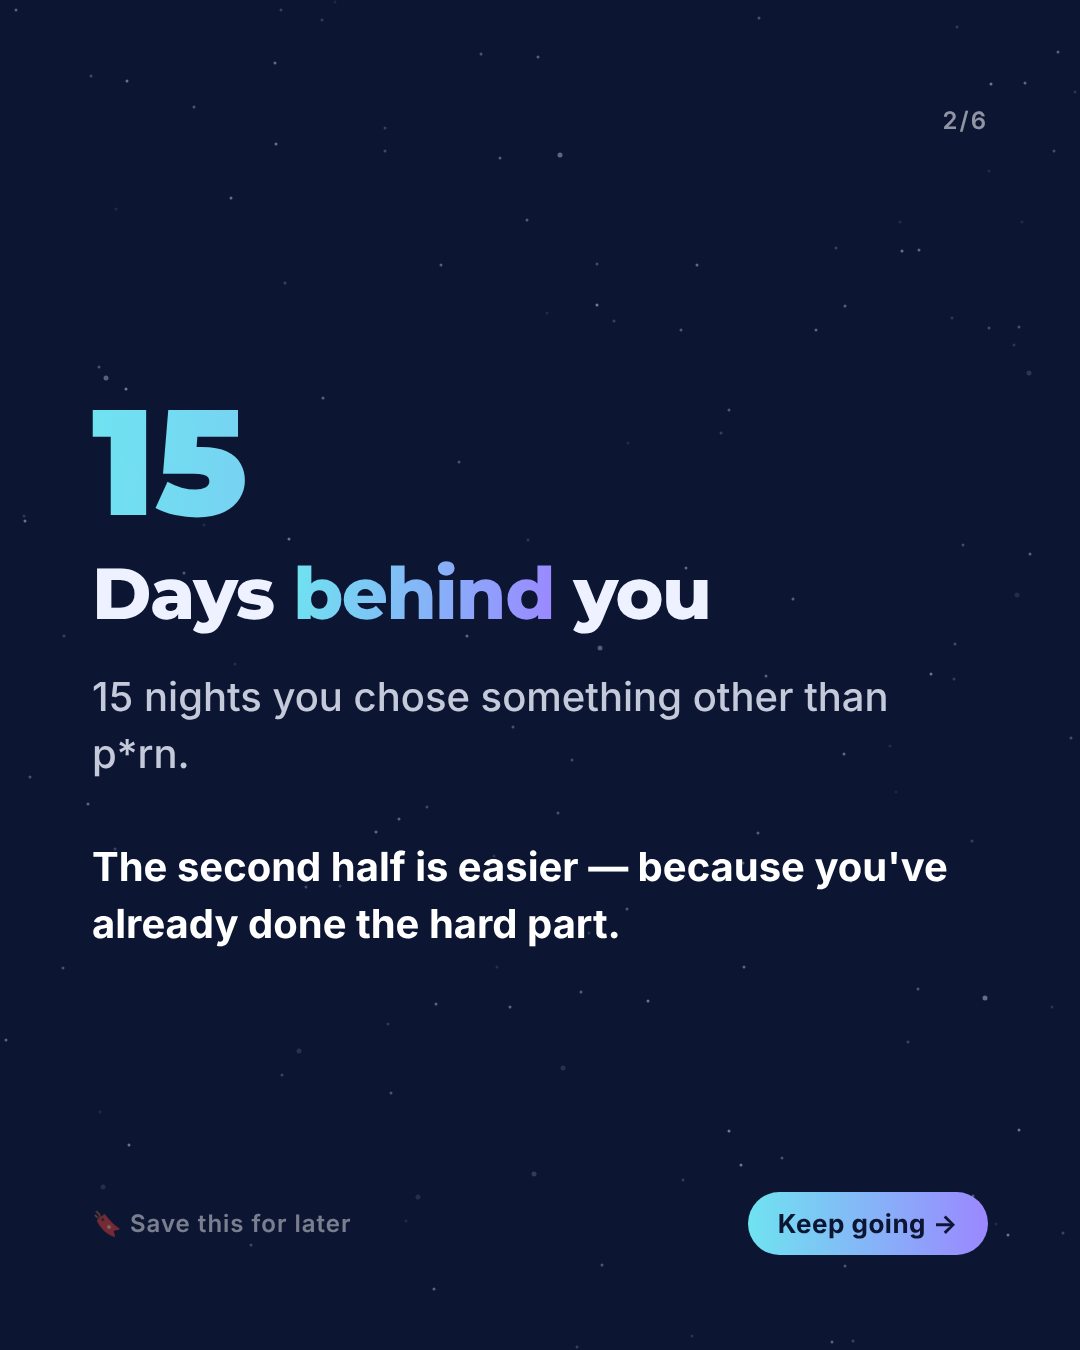 2/6
15
Days behind you
15 nights you chose something other than
p*rn.
The second half is easier — because you've
already done the hard part.
🔖 Save this for later
Keep going →